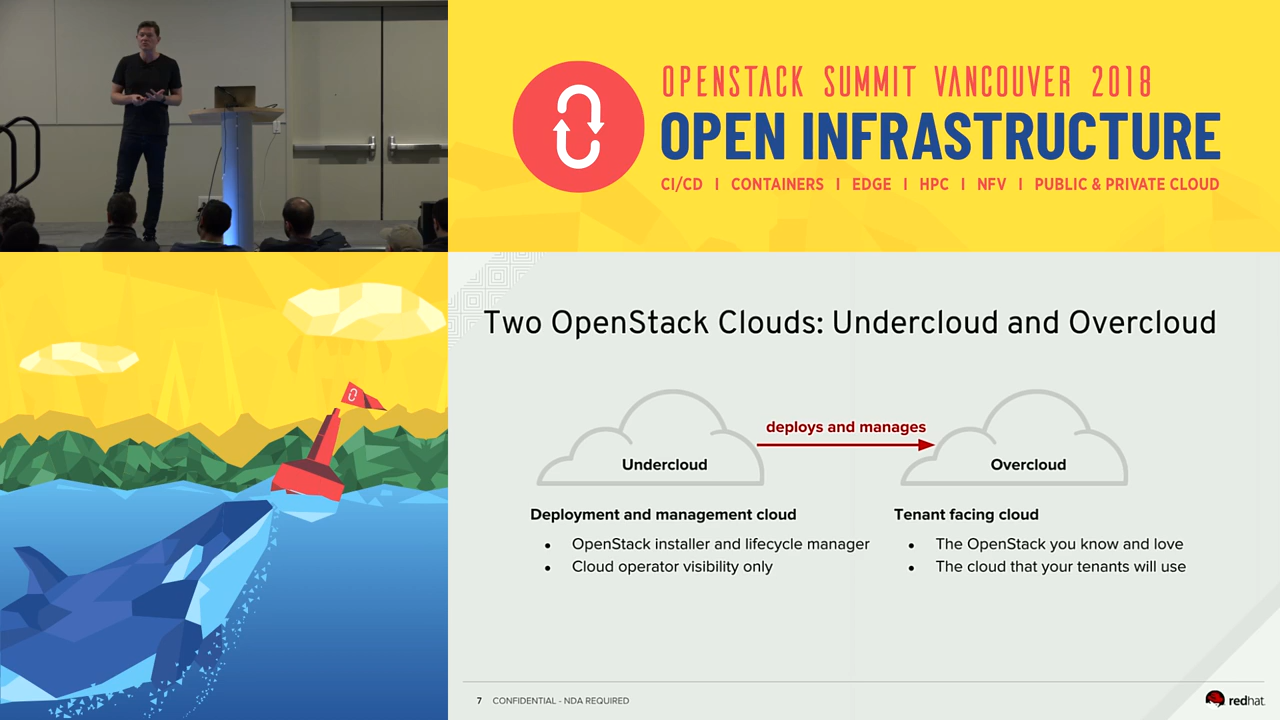 OPENSTACK SUMMIT VANCOUVER 2018
OPEN INFRASTRUCTURE
CI/CD | CONTAINERS | EDGE | HPC | NFV | PUBLIC & PRIVATE CLOUD
Two OpenStack Clouds: Undercloud and Overcloud
deploys and manages
Undercloud
Overcloud
Deployment and management cloud
• OpenStack installer and lifecycle manager
• Cloud operator visibility only
Tenant facing cloud
• The OpenStack you know and love
• The cloud that your tenants will use
7 CONFIDENTIAL - NDA REQUIRED
redhat.